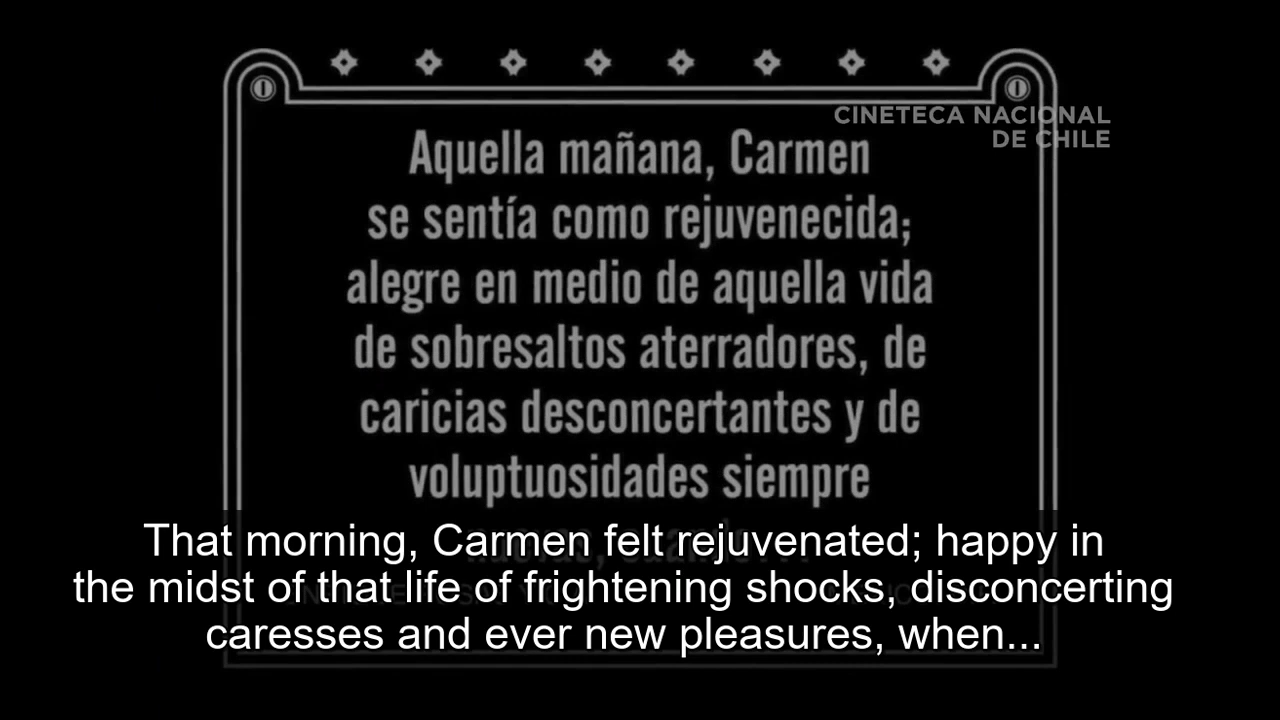 CINETECA NACIONAL
DE CHILE
Aquella mañana, Carmen
se sentía como rejuvenecida;
alegre en medio de aquella vida
de sobresaltos aterradores, de
caricias desconcertantes y de
voluptuosidades siempre
That morning, Carmen felt rejuvenated; happy in
the midst of that life of frightening shocks, disconcerting
caresses and ever new pleasures, when...